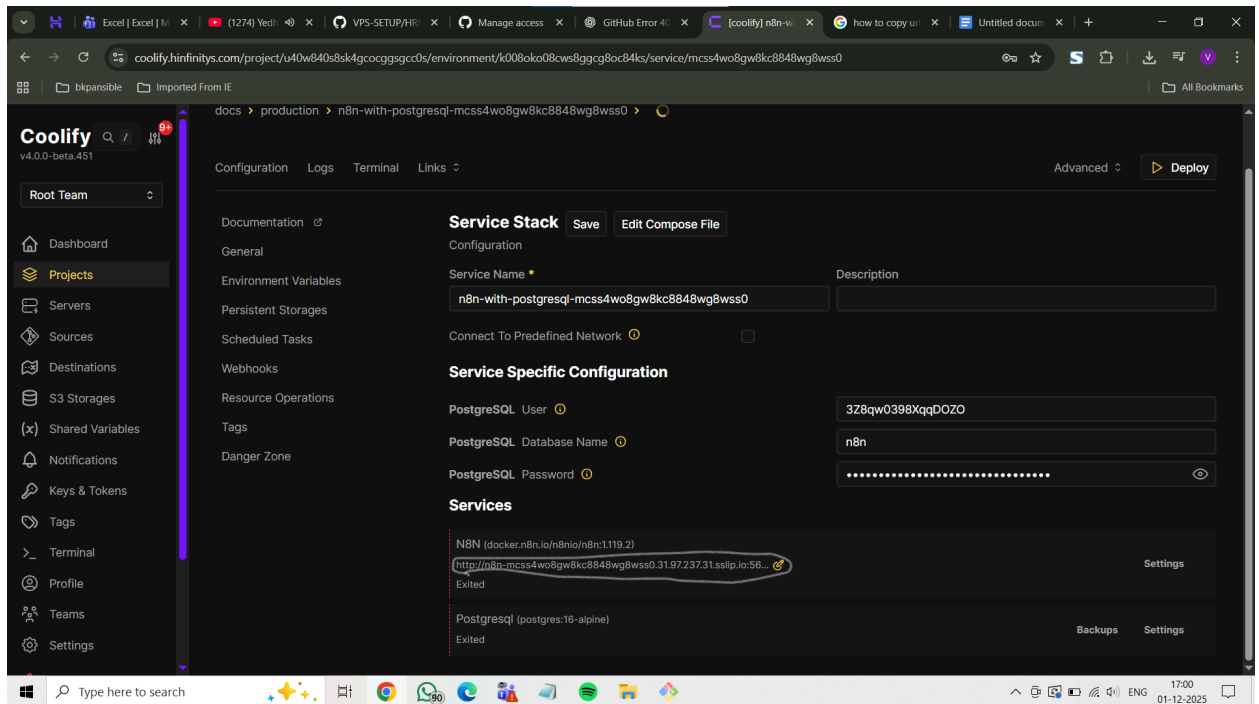 Excel | Excel | M
(1274) Yedh
VPS-SETUP/HR
Manage access
GitHub Error 40
[coolify] n8n-wi
how to copy url
Untitled docum
coolify.hinfinitys.com/project/u40w840s8sk4gcocggsgcc0s/environment/k008oko08cws8ggcg8oc84ks/service/mcss4wo8gw8kc8848wg8wss0
V
bkpansible
Imported From IE
All Bookmarks
Coolify
/
9+
v4.0.0-beta.451
Root Team
Dashboard
Projects
Servers
Sources
Destinations
S3 Storages
Shared Variables
Notifications
Keys & Tokens
Tags
Terminal
Profile
Teams
Settings
docs > production > n8n-with-postgresql-mcss4wo8gw8kc8848wg8wss0 >
Configuration Logs Terminal Links
Advanced Deploy
Documentation
General
Environment Variables
Persistent Storages
Scheduled Tasks
Webhooks
Resource Operations
Tags
Danger Zone
Service Stack Save Edit Compose File
Configuration
Service Name * Description
n8n-with-postgresql-mcss4wo8gw8kc8848wg8wss0
Connect To Predefined Network
Service Specific Configuration
PostgreSQL User 3Z8qw0398XqqDOZO
PostgreSQL Database Name n8n
PostgreSQL Password
Services
N8N (docker.n8n.io/n8nio/n8n:1.119.2)
http://n8n-mcss4wo8gw8kc8848wg8wss0.31.97.237.31.sslip.io:56...
Settings
Exited
Postgresql (postgres:16-alpine)
Backups Settings
Exited
Type here to search
90
ENG
17:00
01-12-2025